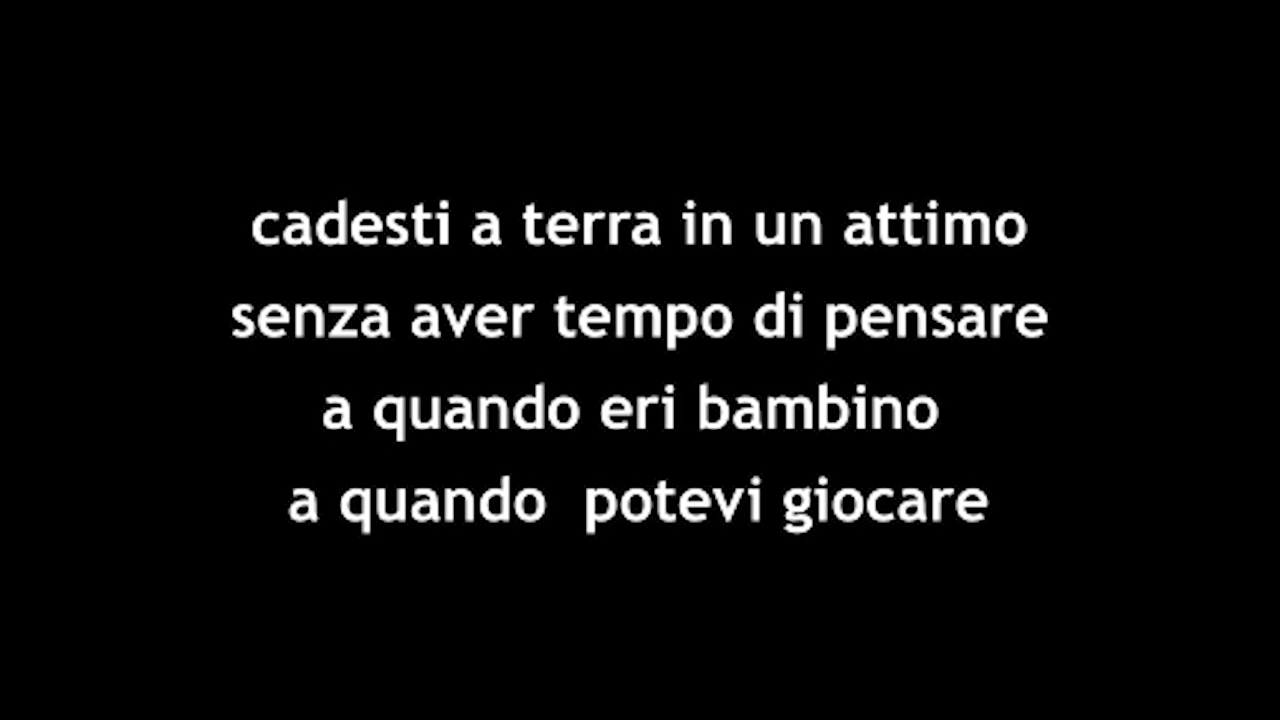 cadesti a terra in un attimo
senza aver tempo di pensare
a quando eri bambino
a quando  potevi giocare